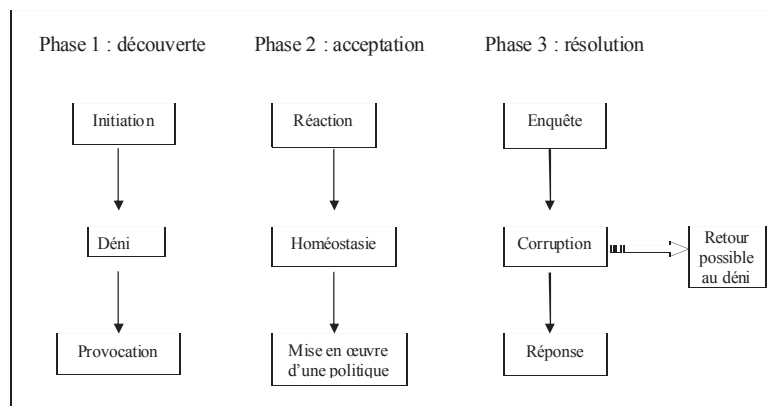 Phase 1 : découverte
Phase 2 : acceptation
Phase 3 : résolution
Initiation
Réaction
Enquête
Déni
Homéostasie
Corruption
Retour
possible
au déni
Provocation
Mise en œuvre
d'une politique
Réponse